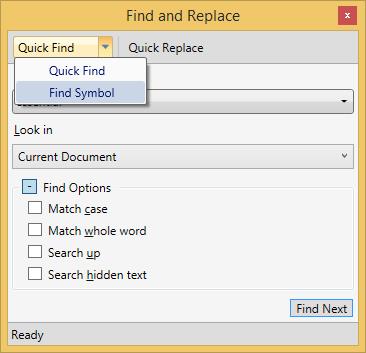 Find and Replace
x
Quick Find Quick Replace
Quick Find
Find Symbol
Look in
Current Document
- Find Options
Match case
Match whole word
Search up
Search hidden text
Find Next
Ready